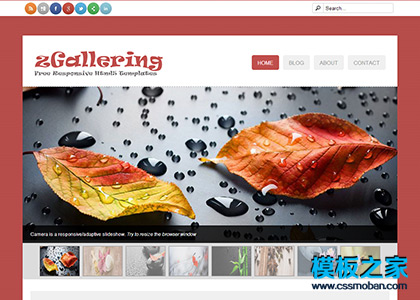 Search...
zGallering
Free Responsive Html5 Templates
HOME
BLOG
ABOUT
CONTACT
Camera is a responsive/adaptive slideshow. Try to resize the browser window
模板之家
www.cssmoban.com